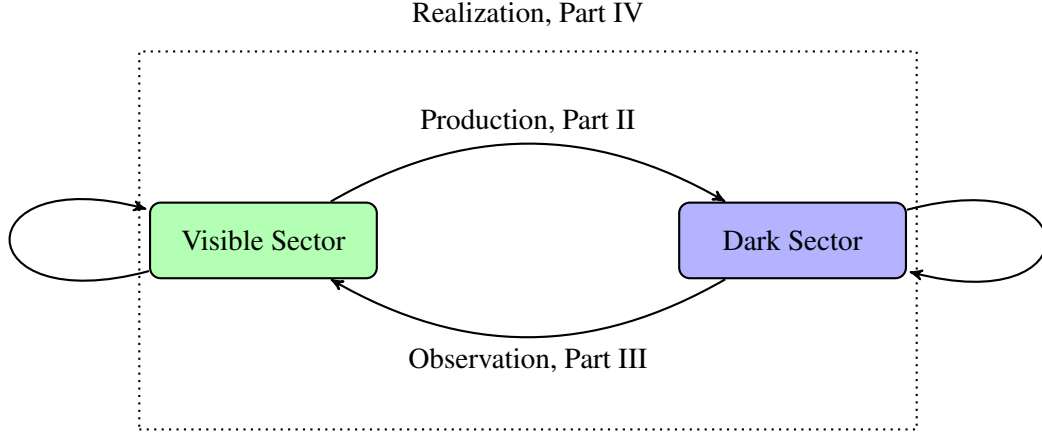 Realization, Part IV
Production, Part II
Visible Sector
Dark Sector
Observation, Part III